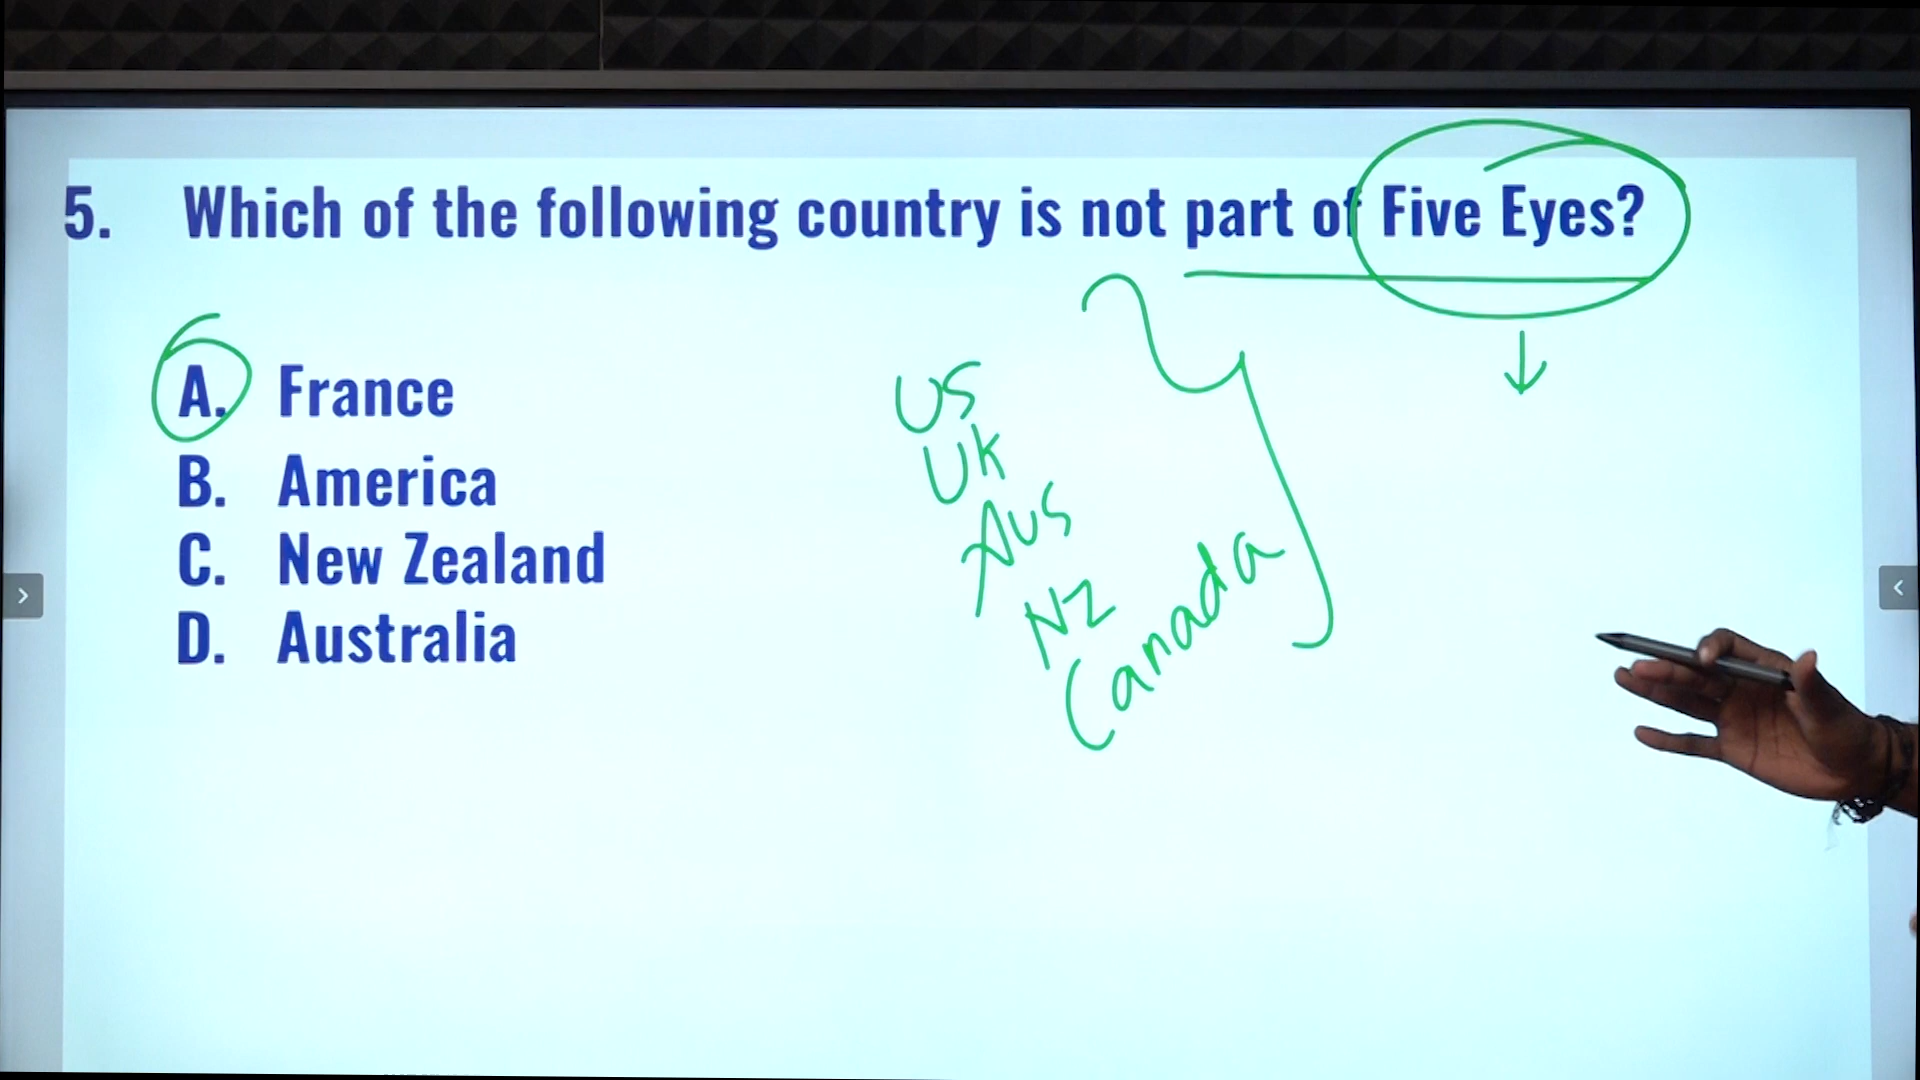 5. Which of the following country is not part of Five Eyes?
A. France
B. America
C. New Zealand
D. Australia
US
UK
Aus
NZ
Canada